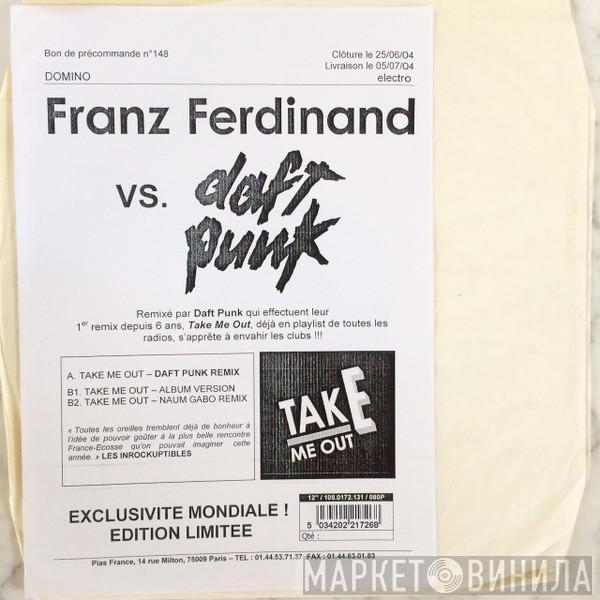 Bon de précommande n°148
Clôture le 25/06/04
Livraison le 05/07/04
DOMINO
electro
Franz Ferdinand
vs. daft punk
Remixé par Daft Punk qui effectuent leur
1er remix depuis 6 ans, Take Me Out, déjà en playlist de toutes les
radios, s'apprête à envahir les clubs !!!
A. TAKE ME OUT – DAFT PUNK REMIX
B1. TAKE ME OUT – ALBUM VERSION
B2. TAKE ME OUT – NAUM GABO REMIX
« Toutes les oreilles tremblent déjà de bonheur à
l'idée de pouvoir goûter à la plus belle rencontre
France-Ecosse qu'on pouvait imaginer cette
année. » LES INROCKUPTIBLES
TAKE
ME OUT
EXCLUSIVITE MONDIALE !
EDITION LIMITEE
12" / 109.0172.131 / 080P
5 034202 217268
Qté :
Pias France, 14 rue Milton, 75009 Paris – TEL : 01.44.53.71.37 FAX : 01.44.63.01.83
МАРКЕТ ВИНИЛА